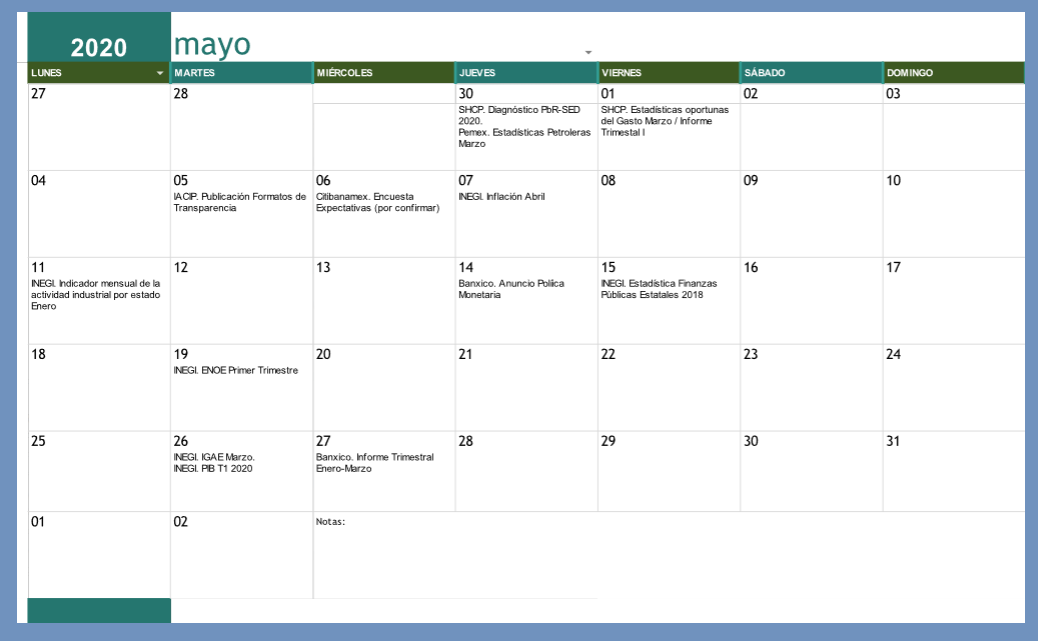 2020 mayo
LUNES MARTES MIÉRCOLES JUEVES VIERNES SÁBADO DOMINGO
27 28 30 01 02 03
SHCP. Diagnóstico PbR-SED
2020.
Pemex. Estadísticas Petroleras
Marzo
SHCP. Estadísticas oportunas
del Gasto Marzo / Informe
Trimestal I
04 05 06 07 08 09 10
IACIP. Publicación Formatos de
Transparencia
Citibanamex. Encuesta
Expectativas (por confirmar)
INEGI. Inflación Abril
11 12 13 14 15 16 17
INEGI. Indicador mensual de la
actividad industrial por estado
Enero
Banxico. Anuncio Políica
Monetaria
INEGI. Estadística Finanzas
Públicas Estatales 2018
18 19 20 21 22 23 24
INEGI. ENOE Primer Trimestre
25 26 27 28 29 30 31
INEGI. IGAE Marzo.
INEGI. PIB T1 2020
Banxico. Informe Trimestral
Enero-Marzo
01 02 Notas: